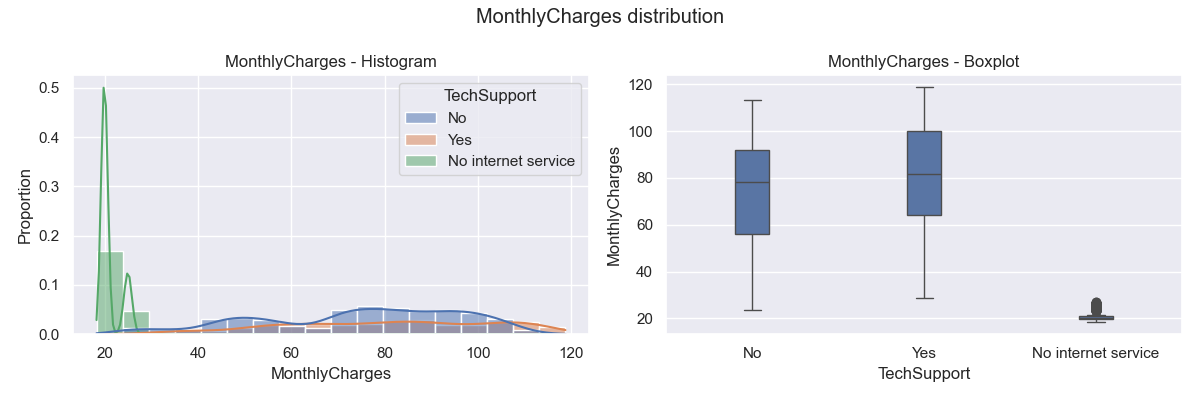 MonthlyCharges distribution
MonthlyCharges - Histogram
0.5
0.4
0.3
0.2
0.1
0.0
Proportion
TechSupport
No
Yes
No internet service
20 40 60 80 100 120
MonthlyCharges
MonthlyCharges - Boxplot
120
100
80
60
40
20
MonthlyCharges
No Yes No internet service
TechSupport